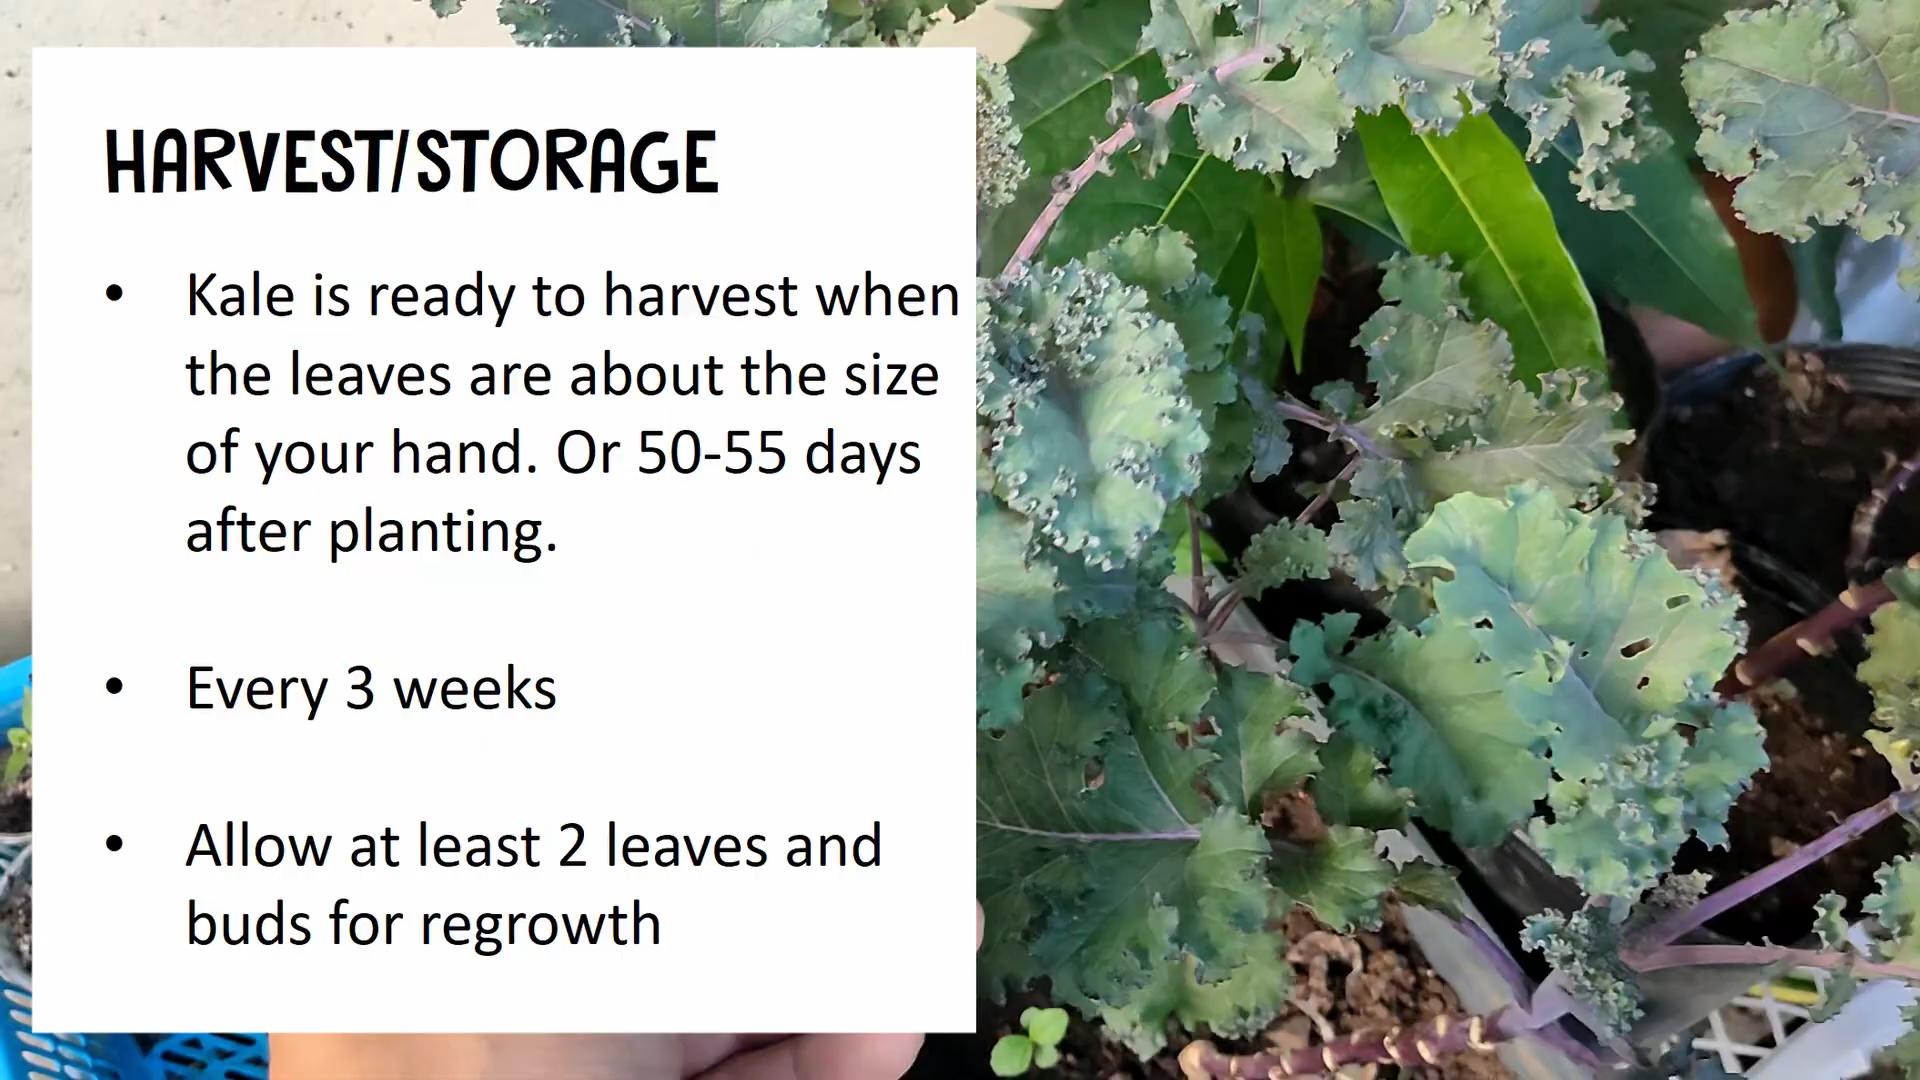 HARVEST/STORAGE
• Kale is ready to harvest when
the leaves are about the size
of your hand. Or 50-55 days
after planting.
• Every 3 weeks
• Allow at least 2 leaves and
buds for regrowth